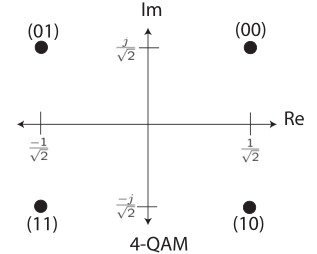 Im
(01) (00)
j/√2
Re
-1/√2 1/√2
-j/√2
(11) (10)
4-QAM